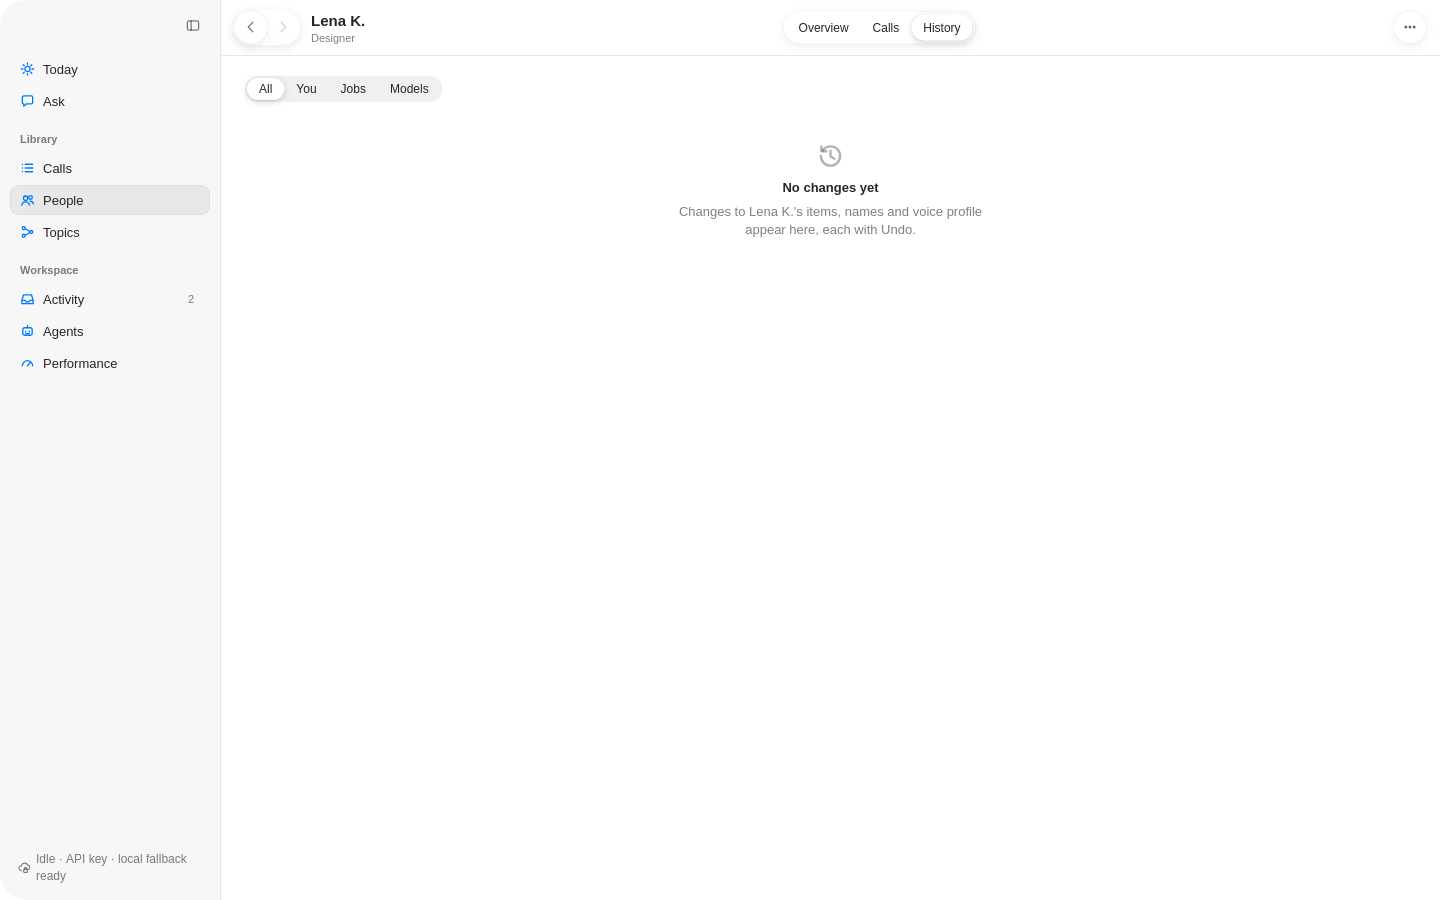 Lena K.
Designer
Overview
Calls
History
Today
Ask
Library
Calls
People
Topics
Workspace
Activity 2
Agents
Performance
Idle · API key · local fallback
ready
All
You
Jobs
Models
No changes yet
Changes to Lena K.'s items, names and voice profile
appear here, each with Undo.